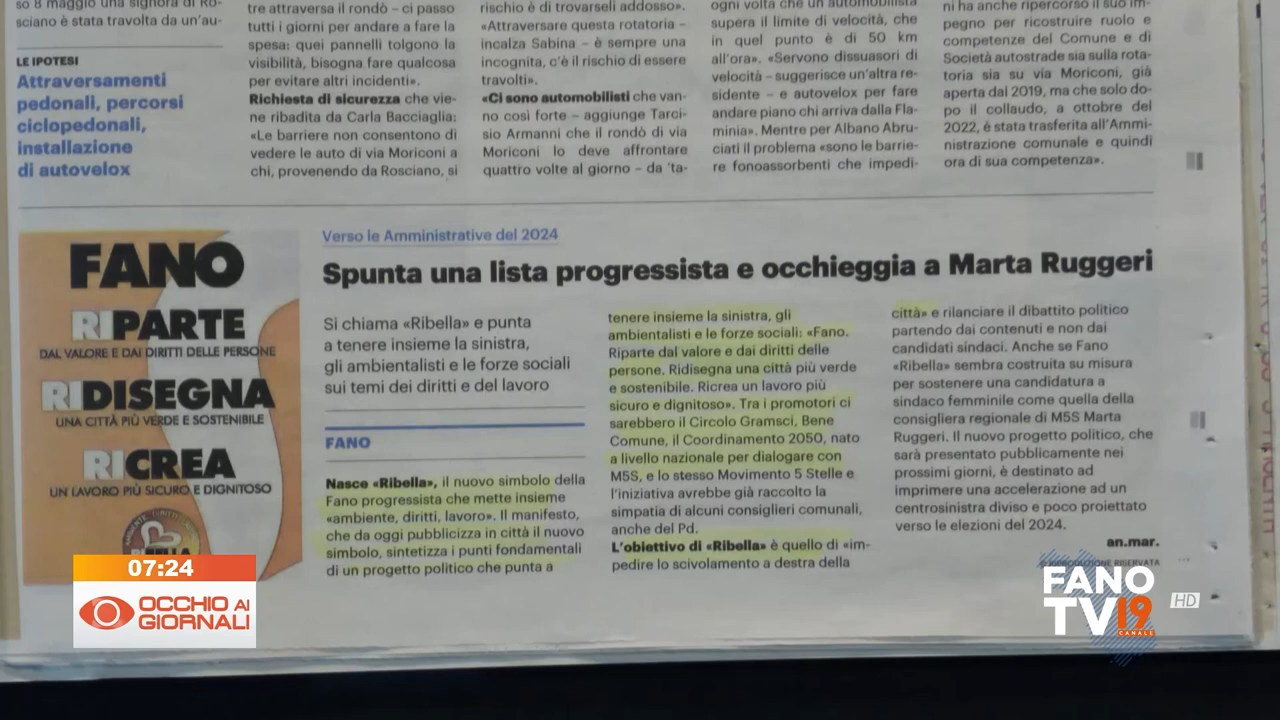 so 8 maggio una signora di Ro-
sciano è stata travolta da un'au-
LE IPOTESI
Attraversamenti
pedonali, percorsi
ciclopedonali,
installazione
di autovelox
tre attraversa il rondò – ci passo
tutti i giorni per andare a fare la
spesa: quei pannelli tolgono la
visibilità, bisogna fare qualcosa
per evitare altri incidenti».
Richiesta di sicurezza che vie-
ne ribadita da Carla Bacciaglia:
«Le barriere non consentono di
vedere le auto di via Moriconi a
chi, provenendo da Rosciano, si
rischio è di trovarseli addosso».
«Attraversare questa rotatoria –
incalza Sabina – è sempre una
incognita, c'è il rischio di essere
travolti».
«Ci sono automobilisti che van-
no così forte – aggiunge Tarci-
sio Armanni che il rondò di via
Moriconi lo deve affrontare
quattro volte al giorno – da 'ta-
ogni volta che un automobilista
supera il limite di velocità, che
in quel punto è di 50 km
all'ora». «Servono dissuasori di
velocità – suggerisce un'altra re-
sidente – e autovelox per fare
andare piano chi arriva dalla Fla-
minia». Mentre per Albano Abru-
ciati il problema «sono le barrie-
re fonoassorbenti che impedi-
ni ha anche ripercorso il suo im-
pegno per ricostruire ruolo e
competenze del Comune e di
Società autostrade sia sulla rota-
toria sia su via Moriconi, già
aperta dal 2019, ma che solo do-
po il collaudo, a ottobre del
2022, è stata trasferita all'Ammi-
nistrazione comunale e quindi
ora di sua competenza».
FANO
RIPARTE
DAL VALORE E DAI DIRITTI DELLE PERSONE
RIDISEGNA
UNA CITTÀ PIÙ VERDE E SOSTENIBILE
RICREA
UN LAVORO PIÙ SICURO E DIGNITOSO
RIBELLA
Verso le Amministrative del 2024
Spunta una lista progressista e occhieggia a Marta Ruggeri
Si chiama «Ribella» e punta
a tenere insieme la sinistra,
gli ambientalisti e le forze sociali
sui temi dei diritti e del lavoro
FANO
Nasce «Ribella», il nuovo simbolo della
Fano progressista che mette insieme
«ambiente, diritti, lavoro». Il manifesto,
che da oggi pubblicizza in città il nuovo
simbolo, sintetizza i punti fondamentali
di un progetto politico che punta a
tenere insieme la sinistra, gli
ambientalisti e le forze sociali: «Fano.
Riparte dal valore e dai diritti delle
persone. Ridisegna una città più verde
e sostenibile. Ricrea un lavoro più
sicuro e dignitoso». Tra i promotori ci
sarebbero il Circolo Gramsci, Bene
Comune, il Coordinamento 2050, nato
a livello nazionale per dialogare con
M5S, e lo stesso Movimento 5 Stelle e
l'iniziativa avrebbe già raccolto la
simpatia di alcuni consiglieri comunali,
anche del Pd.
L'obiettivo di «Ribella» è quello di «im-
pedire lo scivolamento a destra della
città» e rilanciare il dibattito politico
partendo dai contenuti e non dai
candidati sindaci. Anche se Fano
«Ribella» sembra costruita su misura
per sostenere una candidatura a
sindaco femminile come quella della
consigliera regionale di M5S Marta
Ruggeri. Il nuovo progetto politico, che
sarà presentato pubblicamente nei
prossimi giorni, è destinato ad
imprimere una accelerazione ad un
centrosinistra diviso e poco proiettato
verso le elezioni del 2024.
an.mar.
RIPRODUZIONE RISERVATA
07:24
OCCHIO AI
GIORNALI
FANO
TV19
CANALE
HD